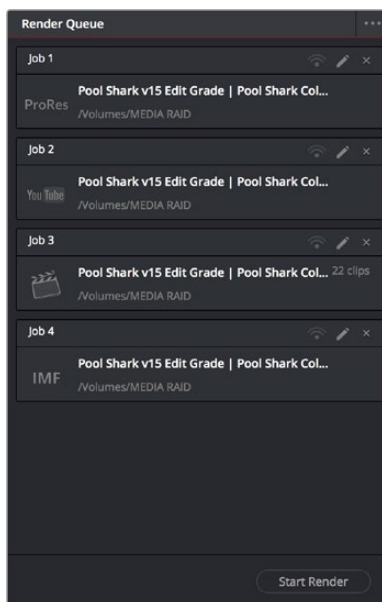 Render Queue
Job 1
ProRes
Pool Shark v15 Edit Grade | Pool Shark Col...
/Volumes/MEDIA RAID
Job 2
You Tube
Pool Shark v15 Edit Grade | Pool Shark Col...
/Volumes/MEDIA RAID
Job 3
Pool Shark v15 Edit Grade | Pool Shark Col... 22 clips
/Volumes/MEDIA RAID
Job 4
IMF
Pool Shark v15 Edit Grade | Pool Shark Col...
/Volumes/MEDIA RAID
Start Render